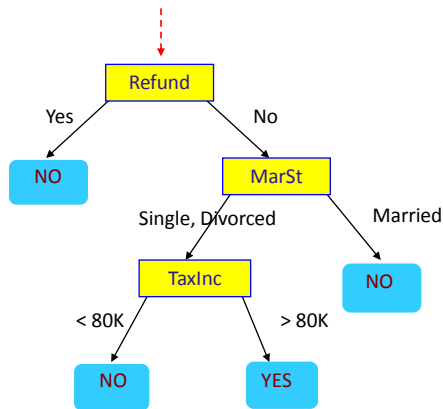 Refund
Yes
No
NO
MarSt
Single, Divorced
Married
TaxInc
NO
< 80K
> 80K
NO
YES